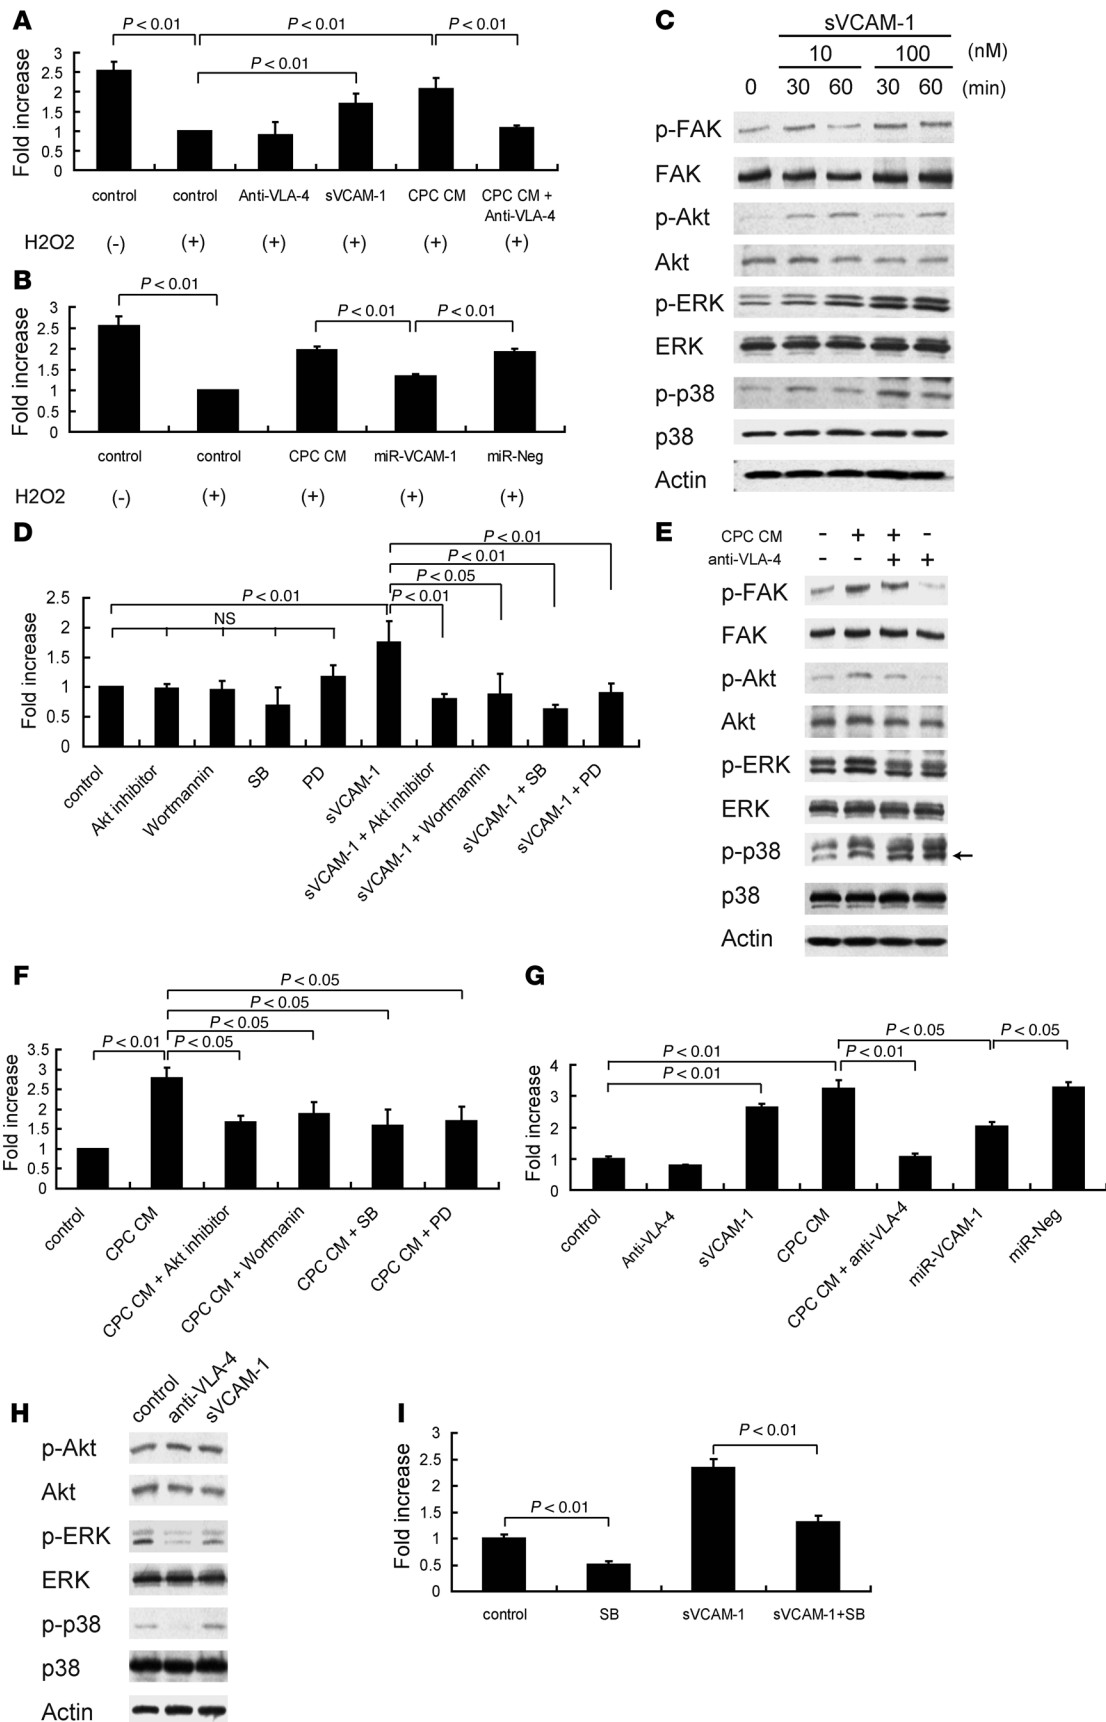 A
P < 0.01
P < 0.01
P < 0.01
P < 0.01
Fold increase
3
2.5
2
1.5
1
0.5
0
control
control
Anti-VLA-4
sVCAM-1
CPC CM
CPC CM +
Anti-VLA-4
H2O2
(-)
(+)
(+)
(+)
(+)
(+)
B
P < 0.01
P < 0.01
P < 0.01
Fold increase
3
2.5
2
1.5
1
0.5
0
control
control
CPC CM
miR-VCAM-1
miR-Neg
H2O2
(-)
(+)
(+)
(+)
(+)
C
sVCAM-1
10 100 (nM)
0 30 60 30 60 (min)
p-FAK
FAK
p-Akt
Akt
p-ERK
ERK
p-p38
p38
Actin
D
P < 0.01
P < 0.01
P < 0.05
P < 0.01
P < 0.01
NS
Fold increase
2.5
2
1.5
1
0.5
0
control
Akt inhibitor
Wortmannin
SB
PD
sVCAM-1
sVCAM-1 + Akt inhibitor
sVCAM-1 + Wortmannin
sVCAM-1 + SB
sVCAM-1 + PD
E
CPC CM - + + -
anti-VLA-4 - - + +
p-FAK
FAK
p-Akt
Akt
p-ERK
ERK
p-p38
p38
Actin
F
P < 0.05
P < 0.05
P < 0.05
P < 0.01
P < 0.05
Fold increase
3.5
3
2.5
2
1.5
1
0.5
0
control
CPC CM
CPC CM + Akt inhibitor
CPC CM + Wortmanin
CPC CM + SB
CPC CM + PD
G
P < 0.05
P < 0.05
P < 0.01
P < 0.01
P < 0.01
Fold increase
4
3
2
1
0
control
Anti-VLA-4
sVCAM-1
CPC CM
CPC CM + anti-VLA-4
miR-VCAM-1
miR-Neg
H
control
anti-VLA-4
sVCAM-1
p-Akt
Akt
p-ERK
ERK
p-p38
p38
Actin
I
P < 0.01
P < 0.01
Fold increase
3
2.5
2
1.5
1
0.5
0
control
SB
sVCAM-1
sVCAM-1+SB